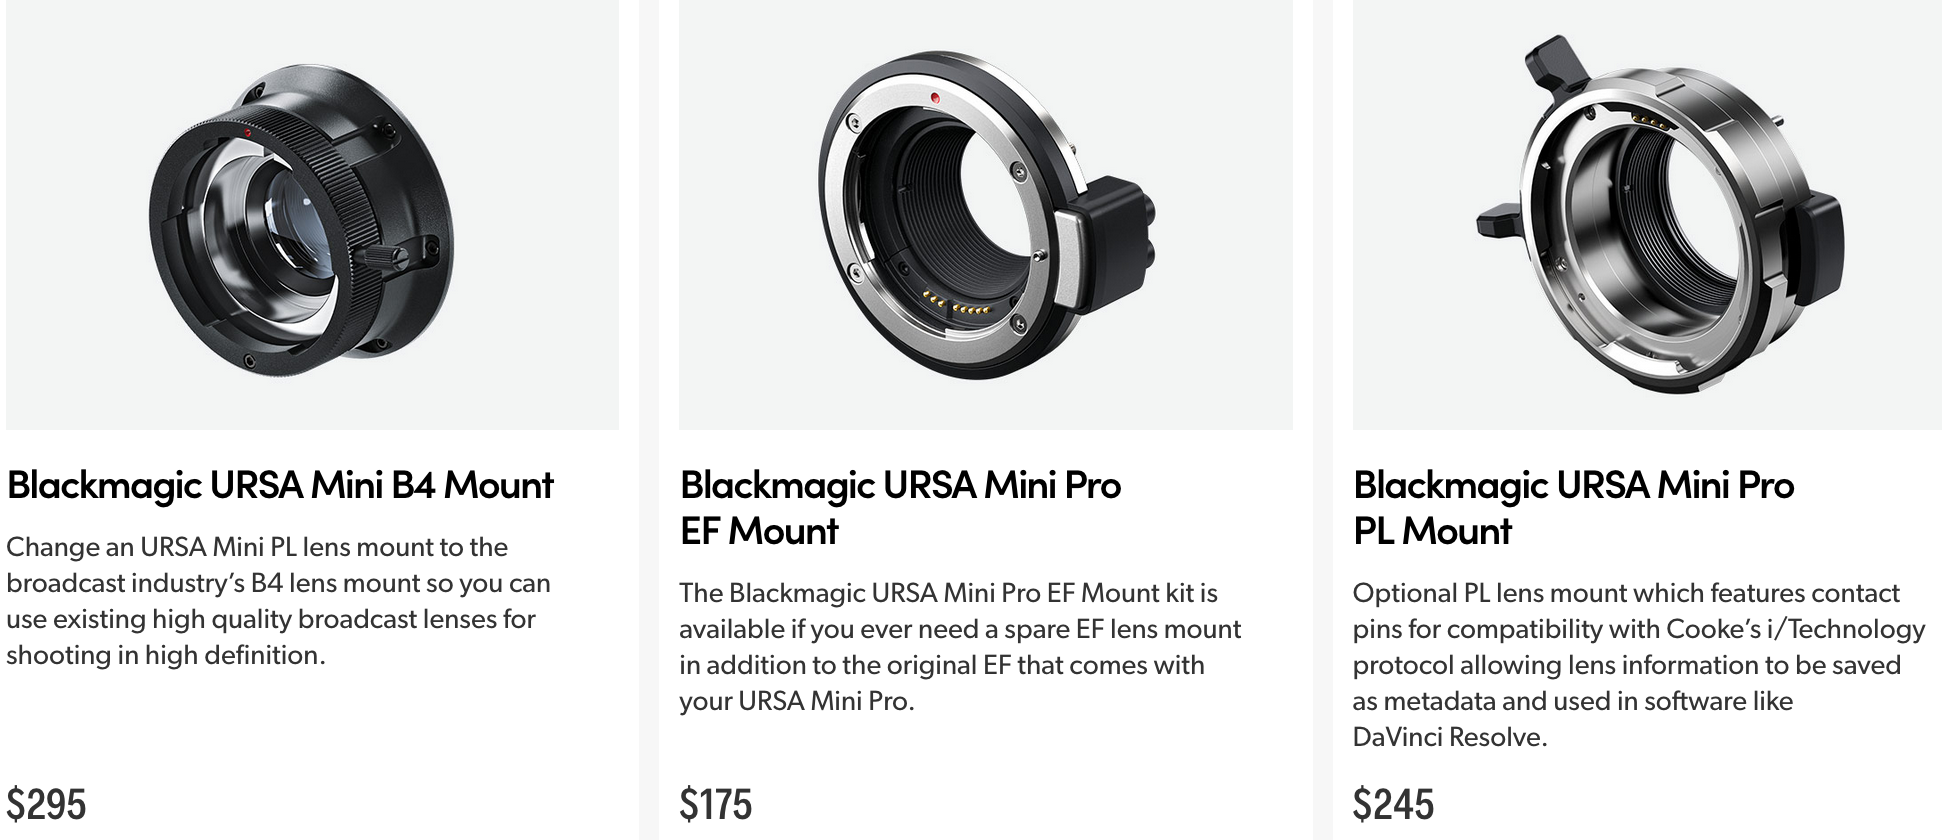 Blackmagic URSA Mini B4 Mount
Change an URSA Mini PL lens mount to the
broadcast industry’s B4 lens mount so you can
use existing high quality broadcast lenses for
shooting in high definition.
$295
Blackmagic URSA Mini Pro
EF Mount
The Blackmagic URSA Mini Pro EF Mount kit is
available if you ever need a spare EF lens mount
in addition to the original EF that comes with
your URSA Mini Pro.
$175
Blackmagic URSA Mini Pro
PL Mount
Optional PL lens mount which features contact
pins for compatibility with Cooke’s i/Technology
protocol allowing lens information to be saved
as metadata and used in software like
DaVinci Resolve.
$245